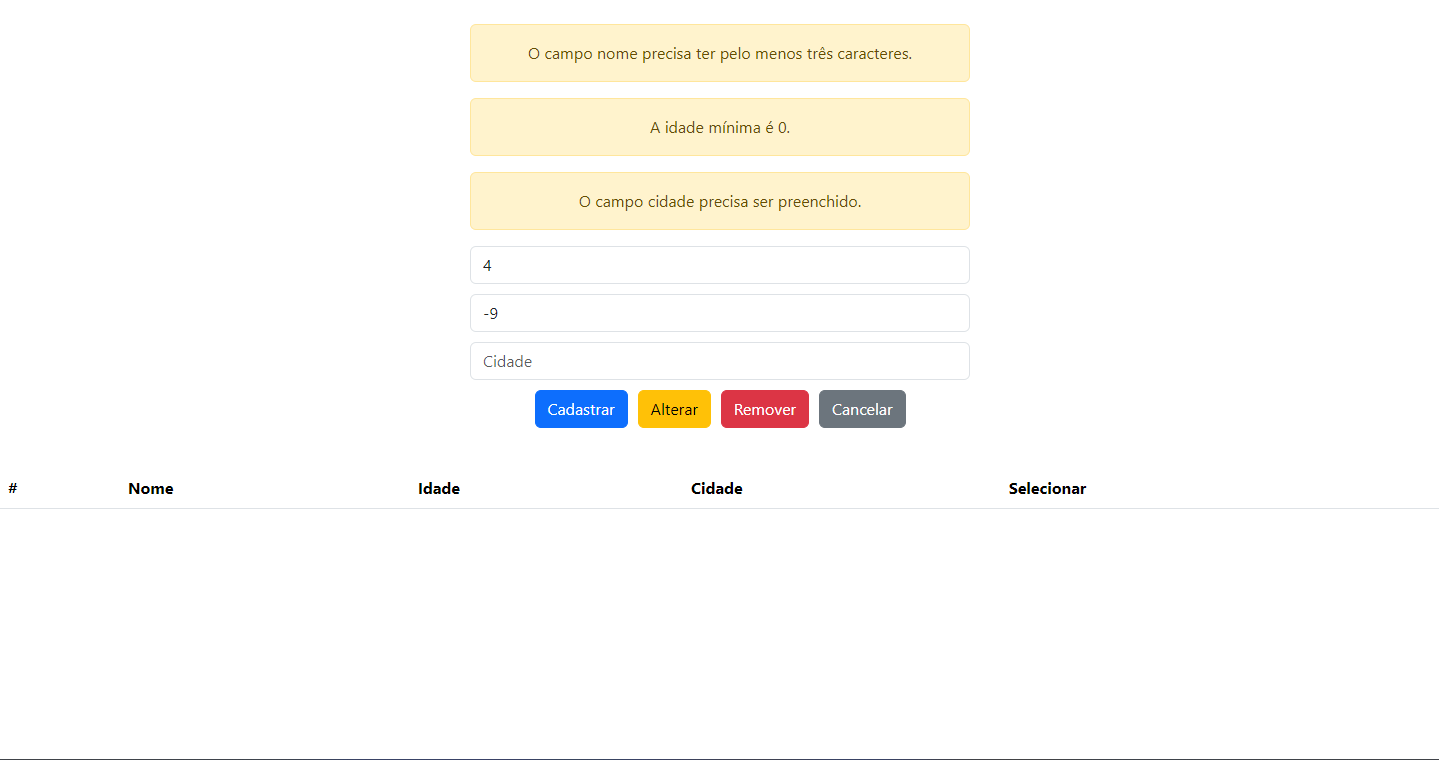 O campo nome precisa ter pelo menos três caracteres.
A idade mínima é 0.
O campo cidade precisa ser preenchido.
4
-9
Cidade
Cadastrar Alterar Remover Cancelar
# Nome Idade Cidade Selecionar